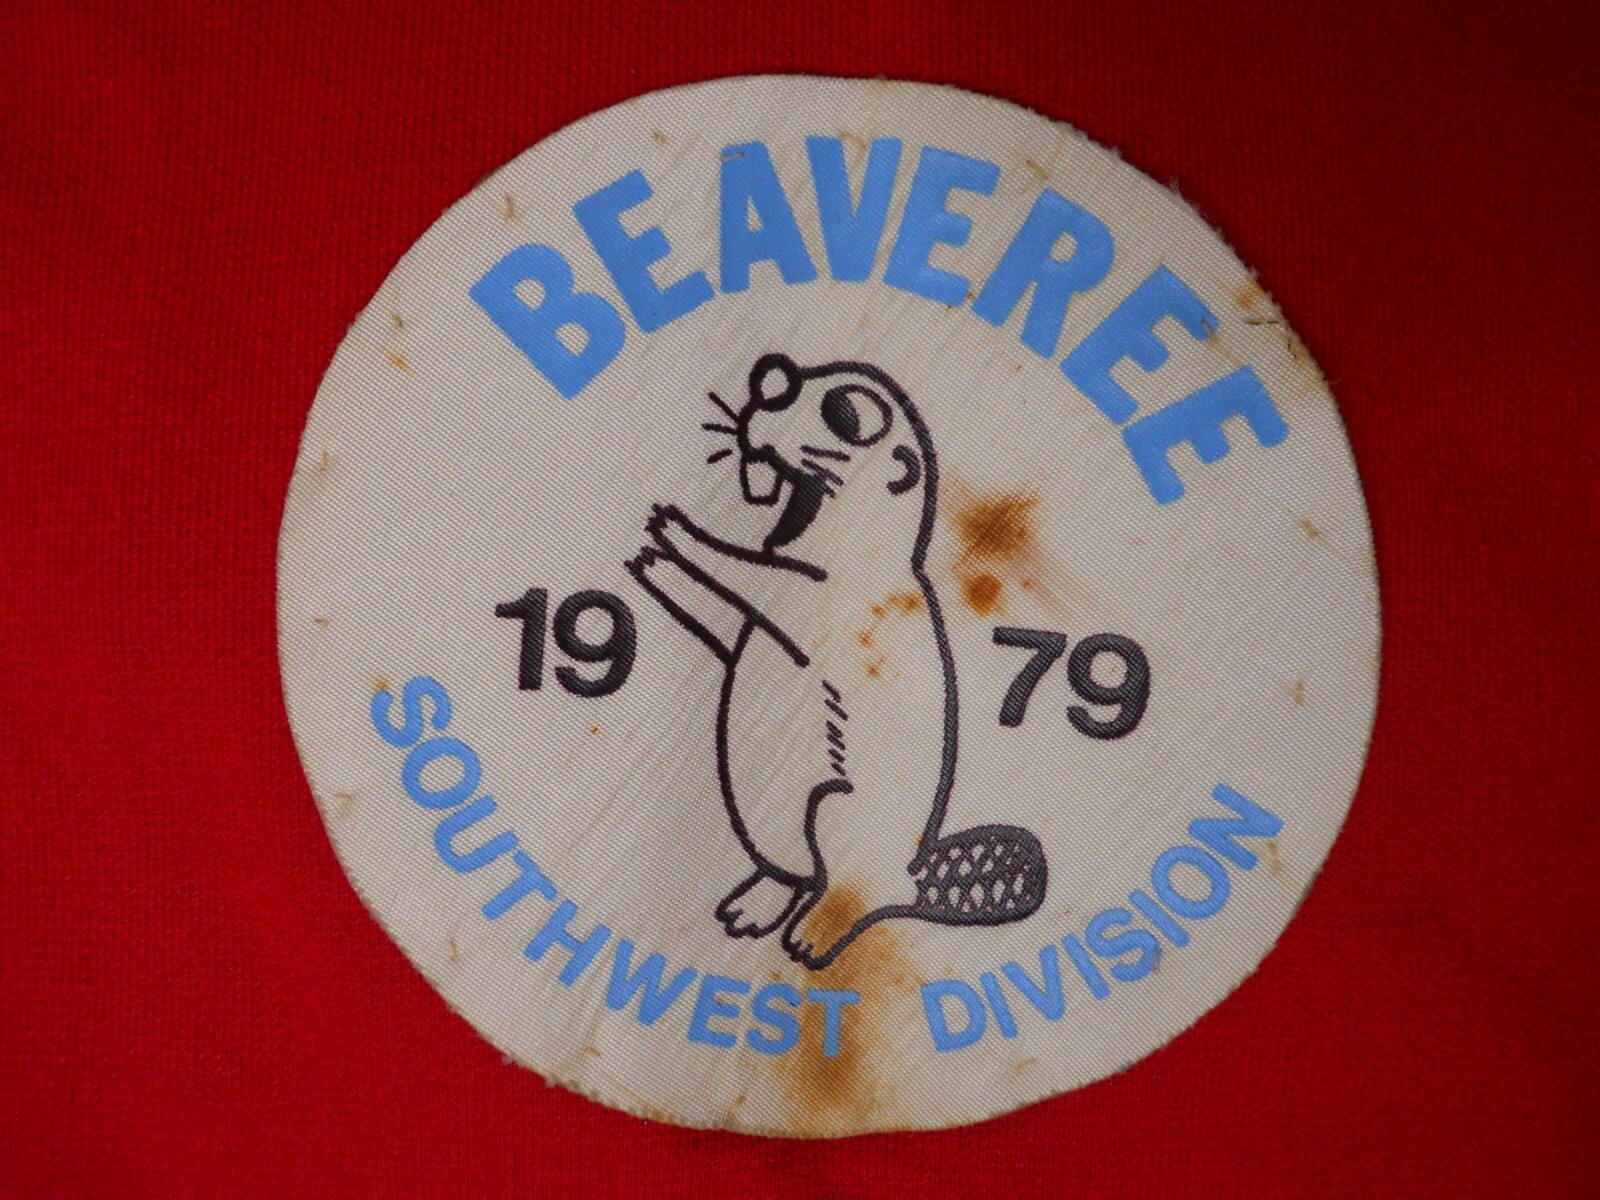 BEAVEREE
19 79
SOUTHWEST DIVISION